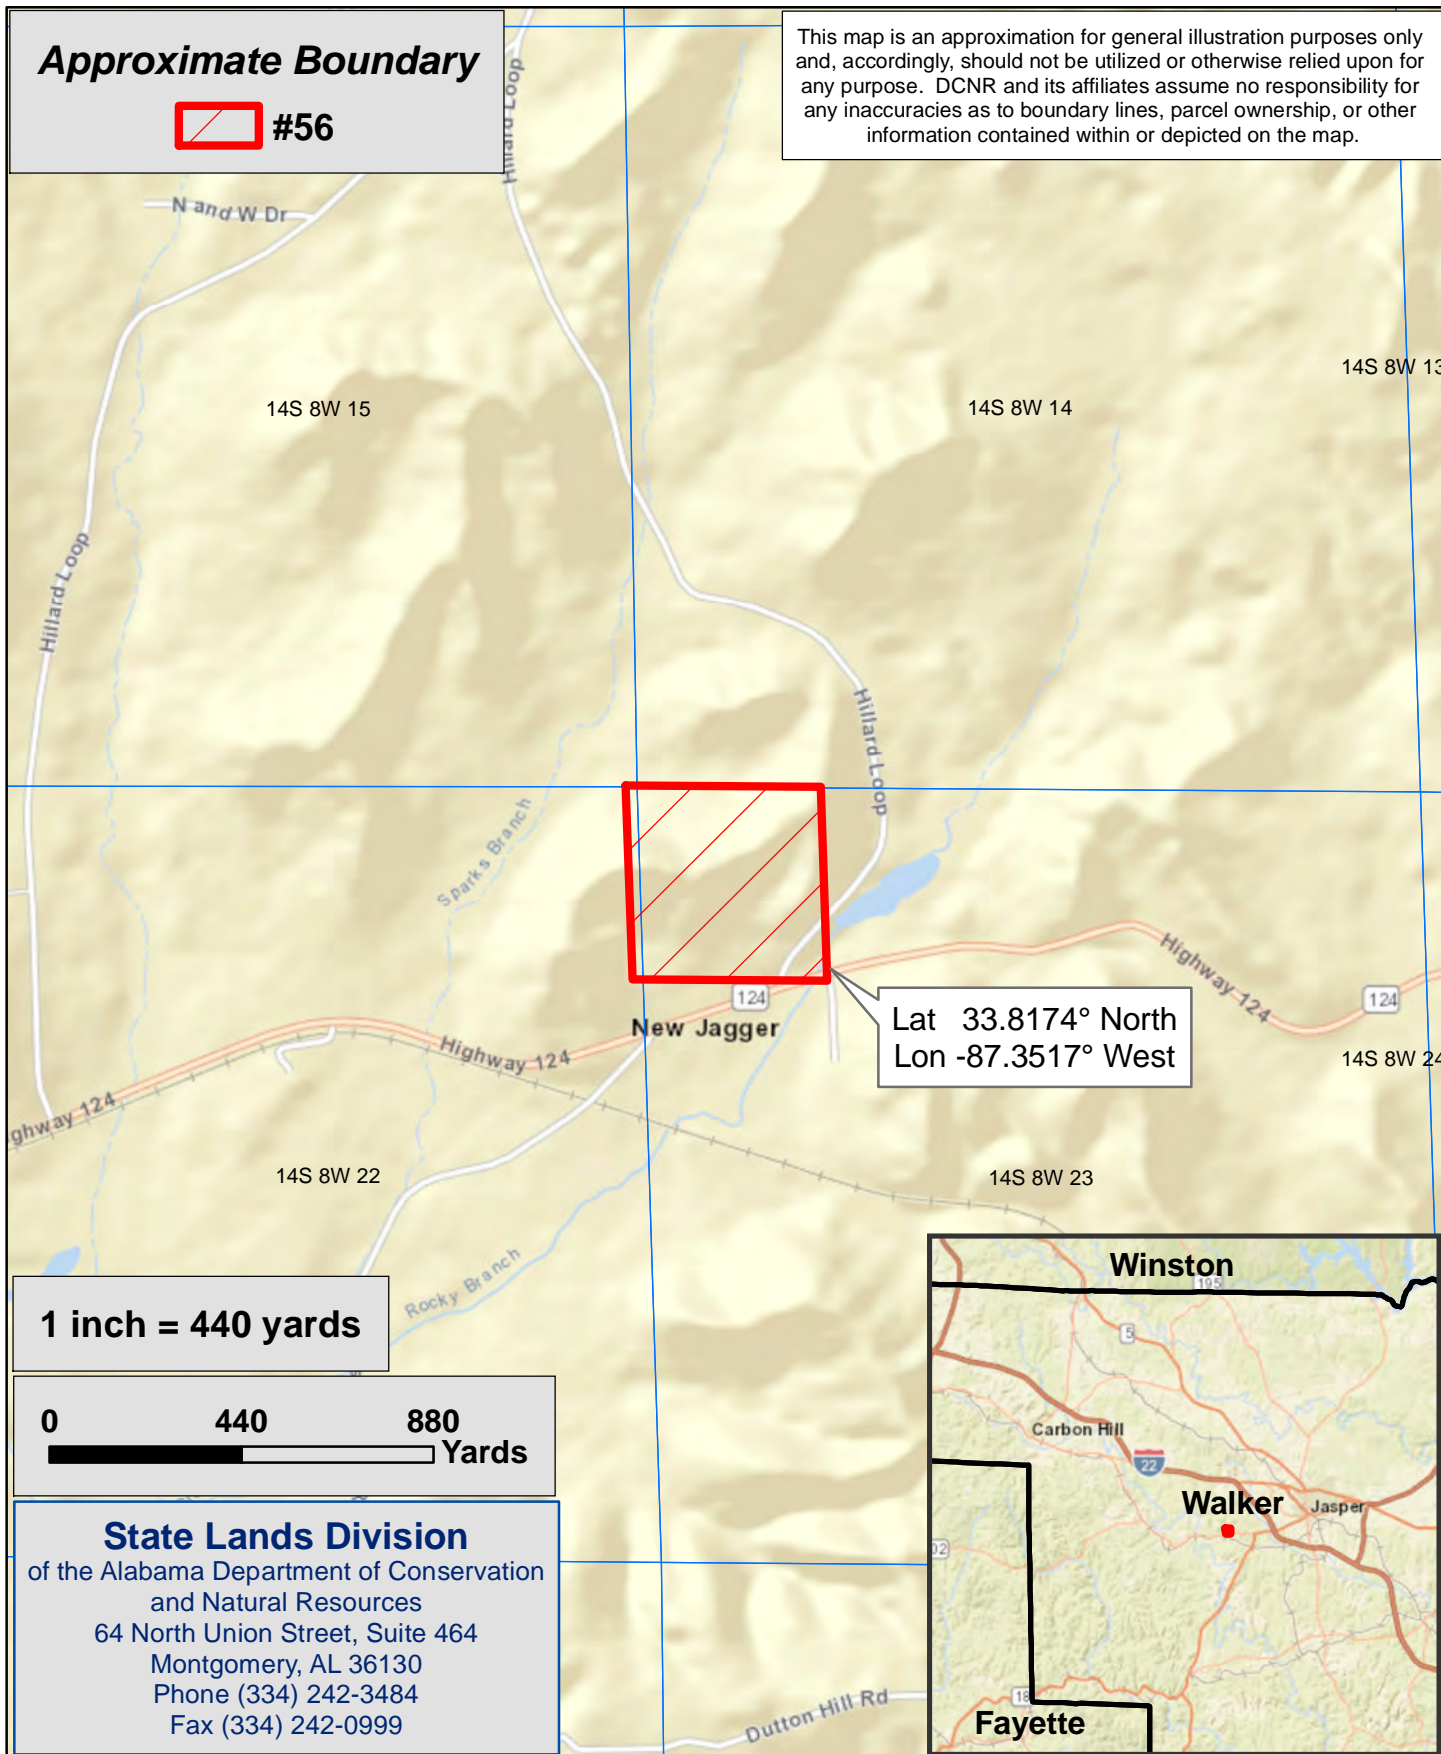 Approximate Boundary
#56
This map is an approximation for general illustration purposes only
and, accordingly, should not be utilized or otherwise relied upon for
any purpose. DCNR and its affiliates assume no responsibility for
any inaccuracies as to boundary lines, parcel ownership, or other
information contained within or depicted on the map.
Hillard Loop
N and W Dr
14S 8W 13
14S 8W 15
14S 8W 14
Hillard Loop
Hillard Loop
Sparks Branch
Highway 124
124
124
New Jagger
Lat 33.8174° North
Lon -87.3517° West
Highway 124
14S 8W 24
ghway 124
14S 8W 22
14S 8W 23
Rocky Branch
1 inch = 440 yards
0 440 880
Yards
State Lands Division
of the Alabama Department of Conservation
and Natural Resources
64 North Union Street, Suite 464
Montgomery, AL 36130
Phone (334) 242-3484
Fax (334) 242-0999
Dutton Hill Rd
Winston
195
5
Carbon Hill
22
Walker
Jasper
02
18
Fayette